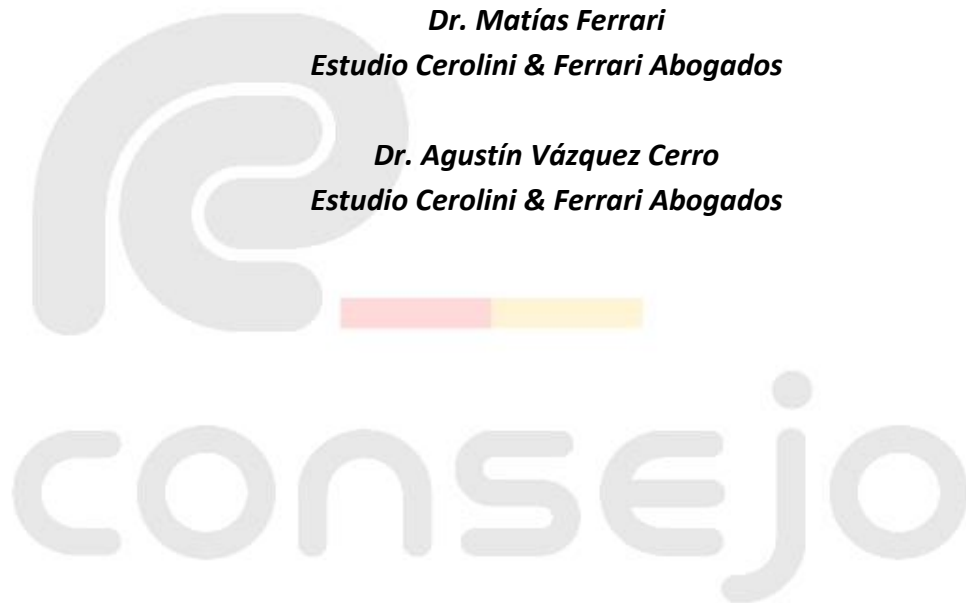 Dr. Matías Ferrari
Estudio Cerolini & Ferrari Abogados
Dr. Agustín Vázquez Cerro
Estudio Cerolini & Ferrari Abogados
consejo